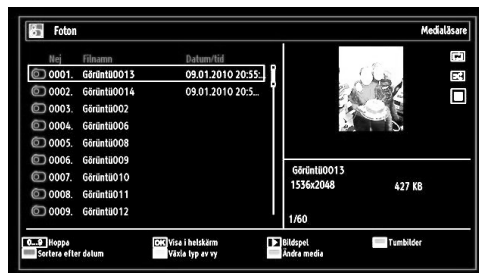 Foton Medialäsare
Nej Filnamn Datum/tid
0001. Görüntü0013 09.01.2010 20:55:
0002. Görüntü0014 09.01.2010 20:5...
0003. Görüntü002
0004. Görüntü006
0005. Görüntü008
0006. Görüntü009
0007. Görüntü010
0008. Görüntü011
0009. Görüntü012
Görüntü0013
1536x2048 427 KB
1/60
0...9 Hoppa OK Visa i helskärm Bildspel Tumbilder
Sortera efter datum Växla typ av vy Ändra media